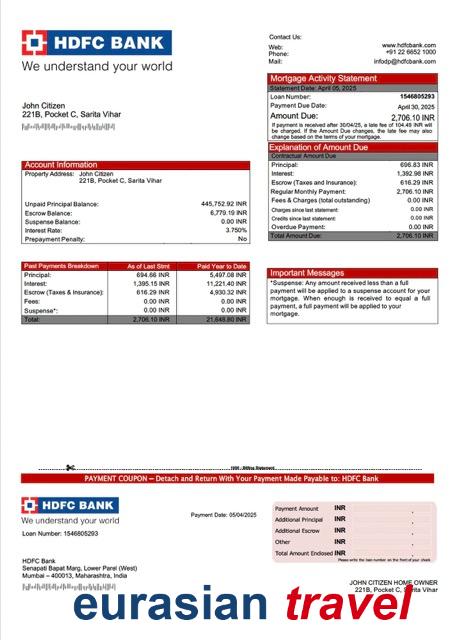 HDFC BANK
We understand your world
Contact Us:
Web: www.hdfcbank.com
Phone: +91 22 6652 1000
Mail: infodp@hdfcbank.com
Mortgage Activity Statement
Statement Date: April 05, 2025
Loan Number: 1546805293
Payment Due Date: April 30, 2025
Amount Due: 2,706.10 INR
If payment is received after 30/04/25, a late fee of 104.45 INR will
be charged. If the Amount Due changes, the late fee may also
change based on the terms of your mortgage.
John Citizen
221B, Pocket C, Sarita Vihar
Explanation of Amount Due
Contractual Amount Due
Principal: 696.83 INR
Interest: 1,392.98 INR
Escrow (Taxes and Insurance): 616.29 INR
Regular Monthly Payment: 2,706.10 INR
Fees & Charges (total outstanding) 0.00 INR
Charges since last statement: 0.00 INR
Credits since last statement: 0.00 INR
Overdue Payment: 0.00 INR
Total Amount Due: 2,706.10 INR
Account Information
Property Address: John Citizen
221B, Pocket C, Sarita Vihar
Unpaid Principal Balance: 445,752.92 INR
Escrow Balance: 6,779.19 INR
Suspense Balance: 0.00 INR
Interest Rate: 3.750%
Prepayment Penalty: No
Past Payments Breakdown As of Last Stmt Paid Year to Date
Principal: 694.66 INR 5,497.08 INR
Interest: 1,395.15 INR 11,221.40 INR
Escrow (Taxes & Insurance): 616.29 INR 4,930.32 INR
Fees: 0.00 INR 0.00 INR
Suspense*: 0.00 INR 0.00 INR
Total: 2,706.10 INR 21,648.80 INR
Important Messages
*Suspense: Any amount received less than a full
payment will be applied to a suspense account for your
mortgage. When enough is received to equal a full
payment, a full payment will be applied to your
mortgage.
PAYMENT COUPON – Detach and Return With Your Payment Made Payable to: HDFC Bank
HDFC BANK
We understand your world
Loan Number: 1546805293
Payment Date: 05/04/2025
Payment Amount INR
Additional Principal INR
Additional Escrow INR
Other INR
Total Amount Enclosed INR
Please write the loan number on the front of your check
HDFC BANK
Senapati Bapat Marg, Lower Parel (West)
Mumbai – 400013, Maharashtra, India
JOHN CITIZEN HOME OWNER
221B, Pocket C, Sarita Vihar
eurasian travel